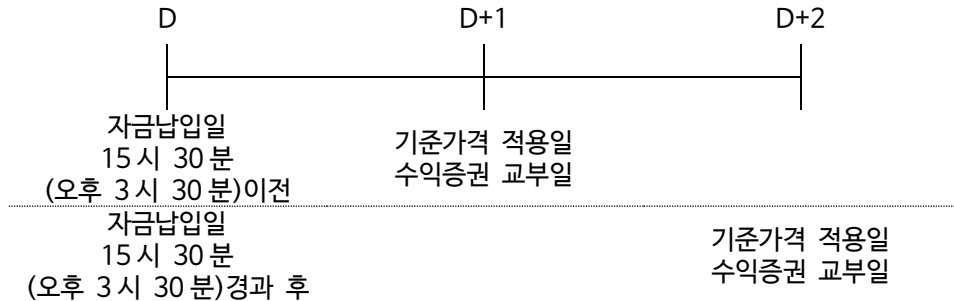 D D+1 D+2
자금납입일
15시 30분
(오후 3시 30분)이전
기준가격 적용일
수익증권 교부일
자금납입일
15시 30분
(오후 3시 30분)경과 후
기준가격 적용일
수익증권 교부일